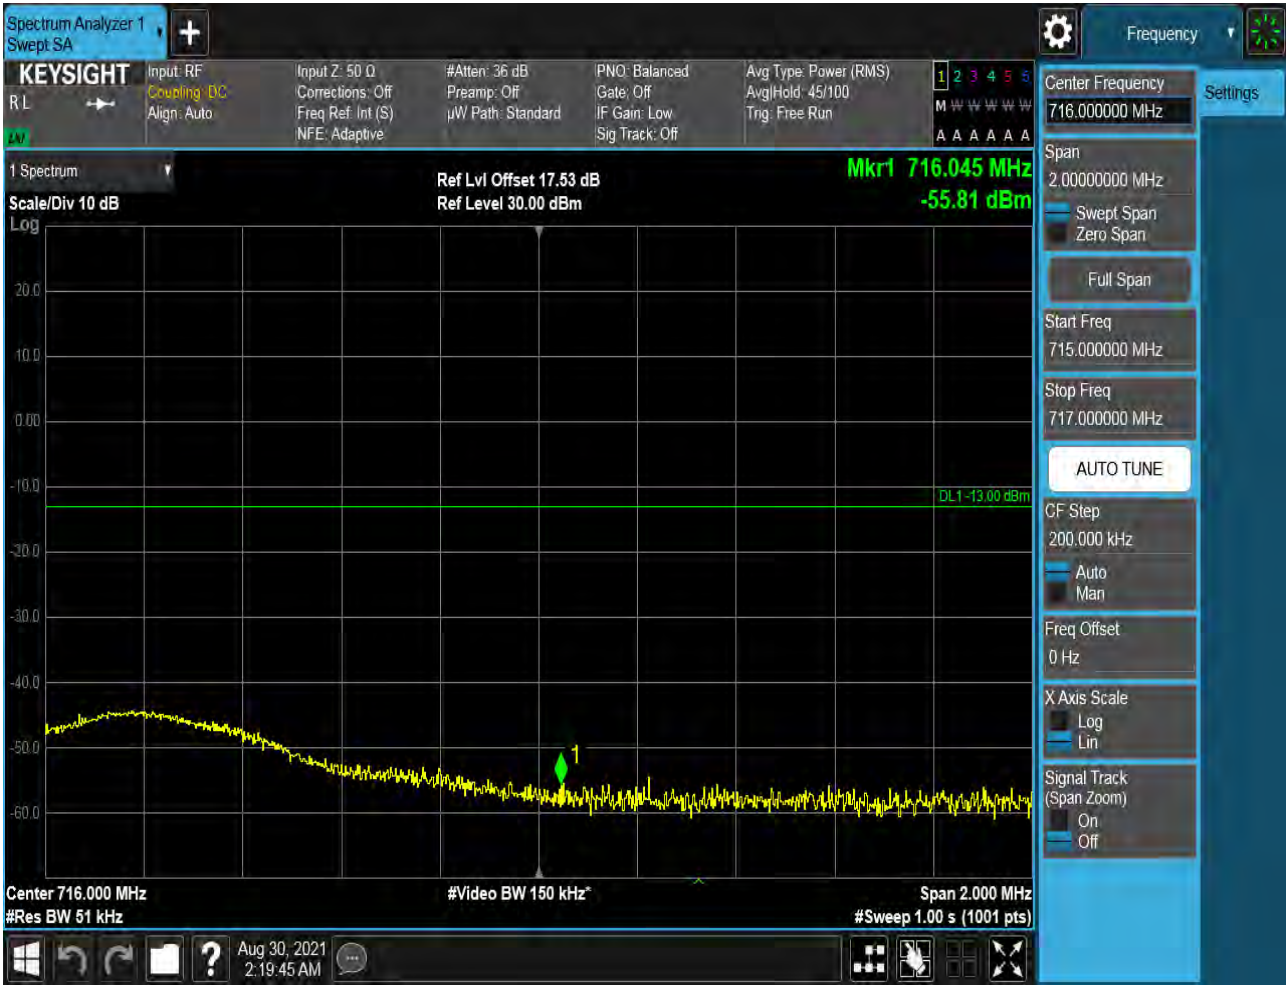 Spectrum Analyzer 1
Swept SA
+
Frequency
KEYSIGHT
R L
LXI
Input: RF
Coupling: DC
Align: Auto
Input Z: 50 Ω
Corrections: Off
Freq Ref: Int (S)
NFE: Adaptive
#Atten: 36 dB
Preamp: Off
µW Path: Standard
PNO: Balanced
Gate: Off
IF Gain: Low
Sig Track: Off
Avg Type: Power (RMS)
Avg|Hold: 45/100
Trig: Free Run
1 2 3 4 5 6
M W W W W W
A A A A A A
1 Spectrum
Scale/Div 10 dB
Log
Ref Lvl Offset 17.53 dB
Ref Level 30.00 dBm
Mkr1 716.045 MHz
-55.81 dBm
20.0
10.0
0.00
-10.0
DL1 -13.00 dBm
-20.0
-30.0
-40.0
-50.0
-60.0
1
Center 716.000 MHz
#Res BW 51 kHz
#Video BW 150 kHz*
Span 2.000 MHz
#Sweep 1.00 s (1001 pts)
Center Frequency
716.000000 MHz
Settings
Span
2.00000000 MHz
Swept Span
Zero Span
Full Span
Start Freq
715.000000 MHz
Stop Freq
717.000000 MHz
AUTO TUNE
CF Step
200.000 kHz
Auto
Man
Freq Offset
0 Hz
X Axis Scale
Log
Lin
Signal Track
(Span Zoom)
On
Off
?
Aug 30, 2021
2:19:45 AM